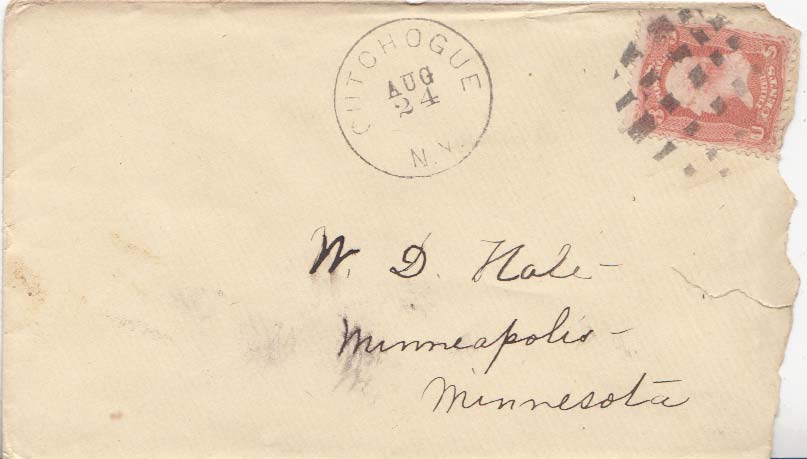 CUTCHOGUE
AUG
24
N.Y.
W. D. Hale
Minneapolis
Minnesota